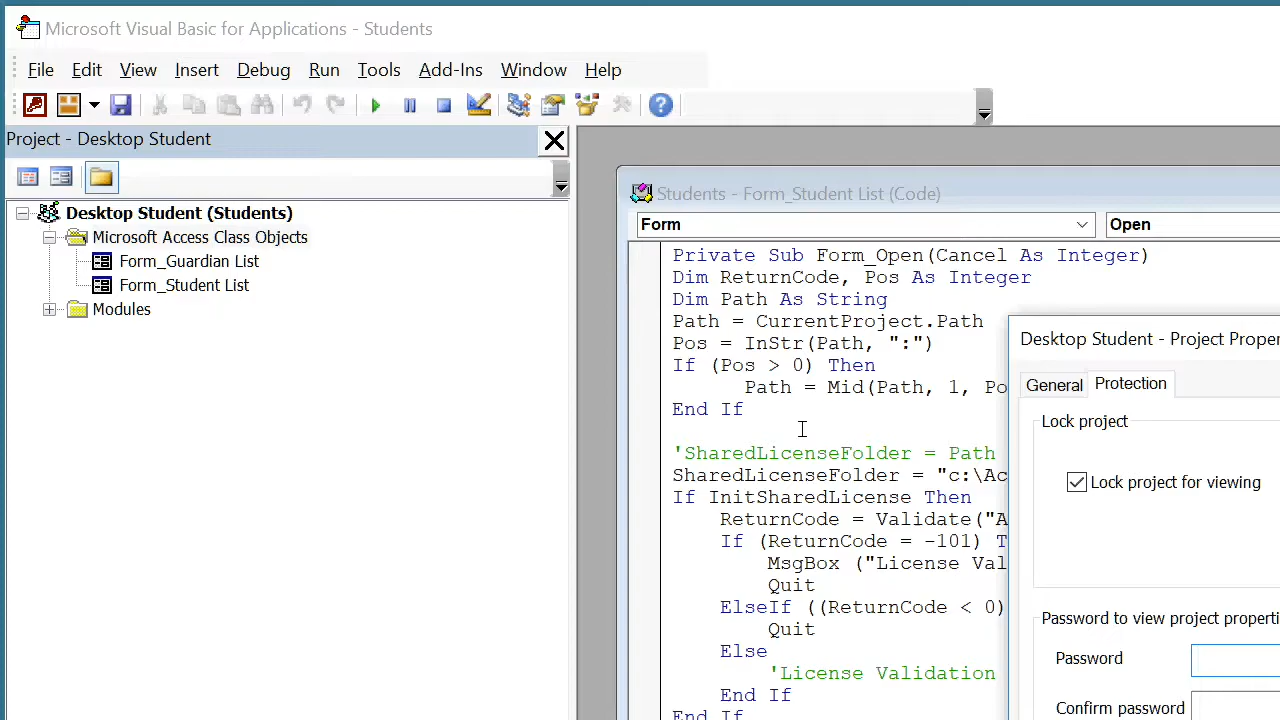 Microsoft Visual Basic for Applications - Students
File Edit View Insert Debug Run Tools Add-Ins Window Help
Project - Desktop Student
Desktop Student (Students)
Microsoft Access Class Objects
Form_Guardian List
Form_Student List
Modules
Students - Form_Student List (Code)
Form Open
Private Sub Form_Open(Cancel As Integer)
Dim ReturnCode, Pos As Integer
Dim Path As String
Path = CurrentProject.Path
Pos = InStr(Path, ":")
If (Pos > 0) Then
Path = Mid(Path, 1, Po
End If
'SharedLicenseFolder = Path
SharedLicenseFolder = "c:\Ac
If InitSharedLicense Then
ReturnCode = Validate("A
If (ReturnCode = -101) T
MsgBox ("License Val
Quit
ElseIf ((ReturnCode < 0)
Quit
Else
'License Validation
End If
End If
Desktop Student - Project Proper
General Protection
Lock project
Lock project for viewing
Password to view project properti
Password
Confirm password